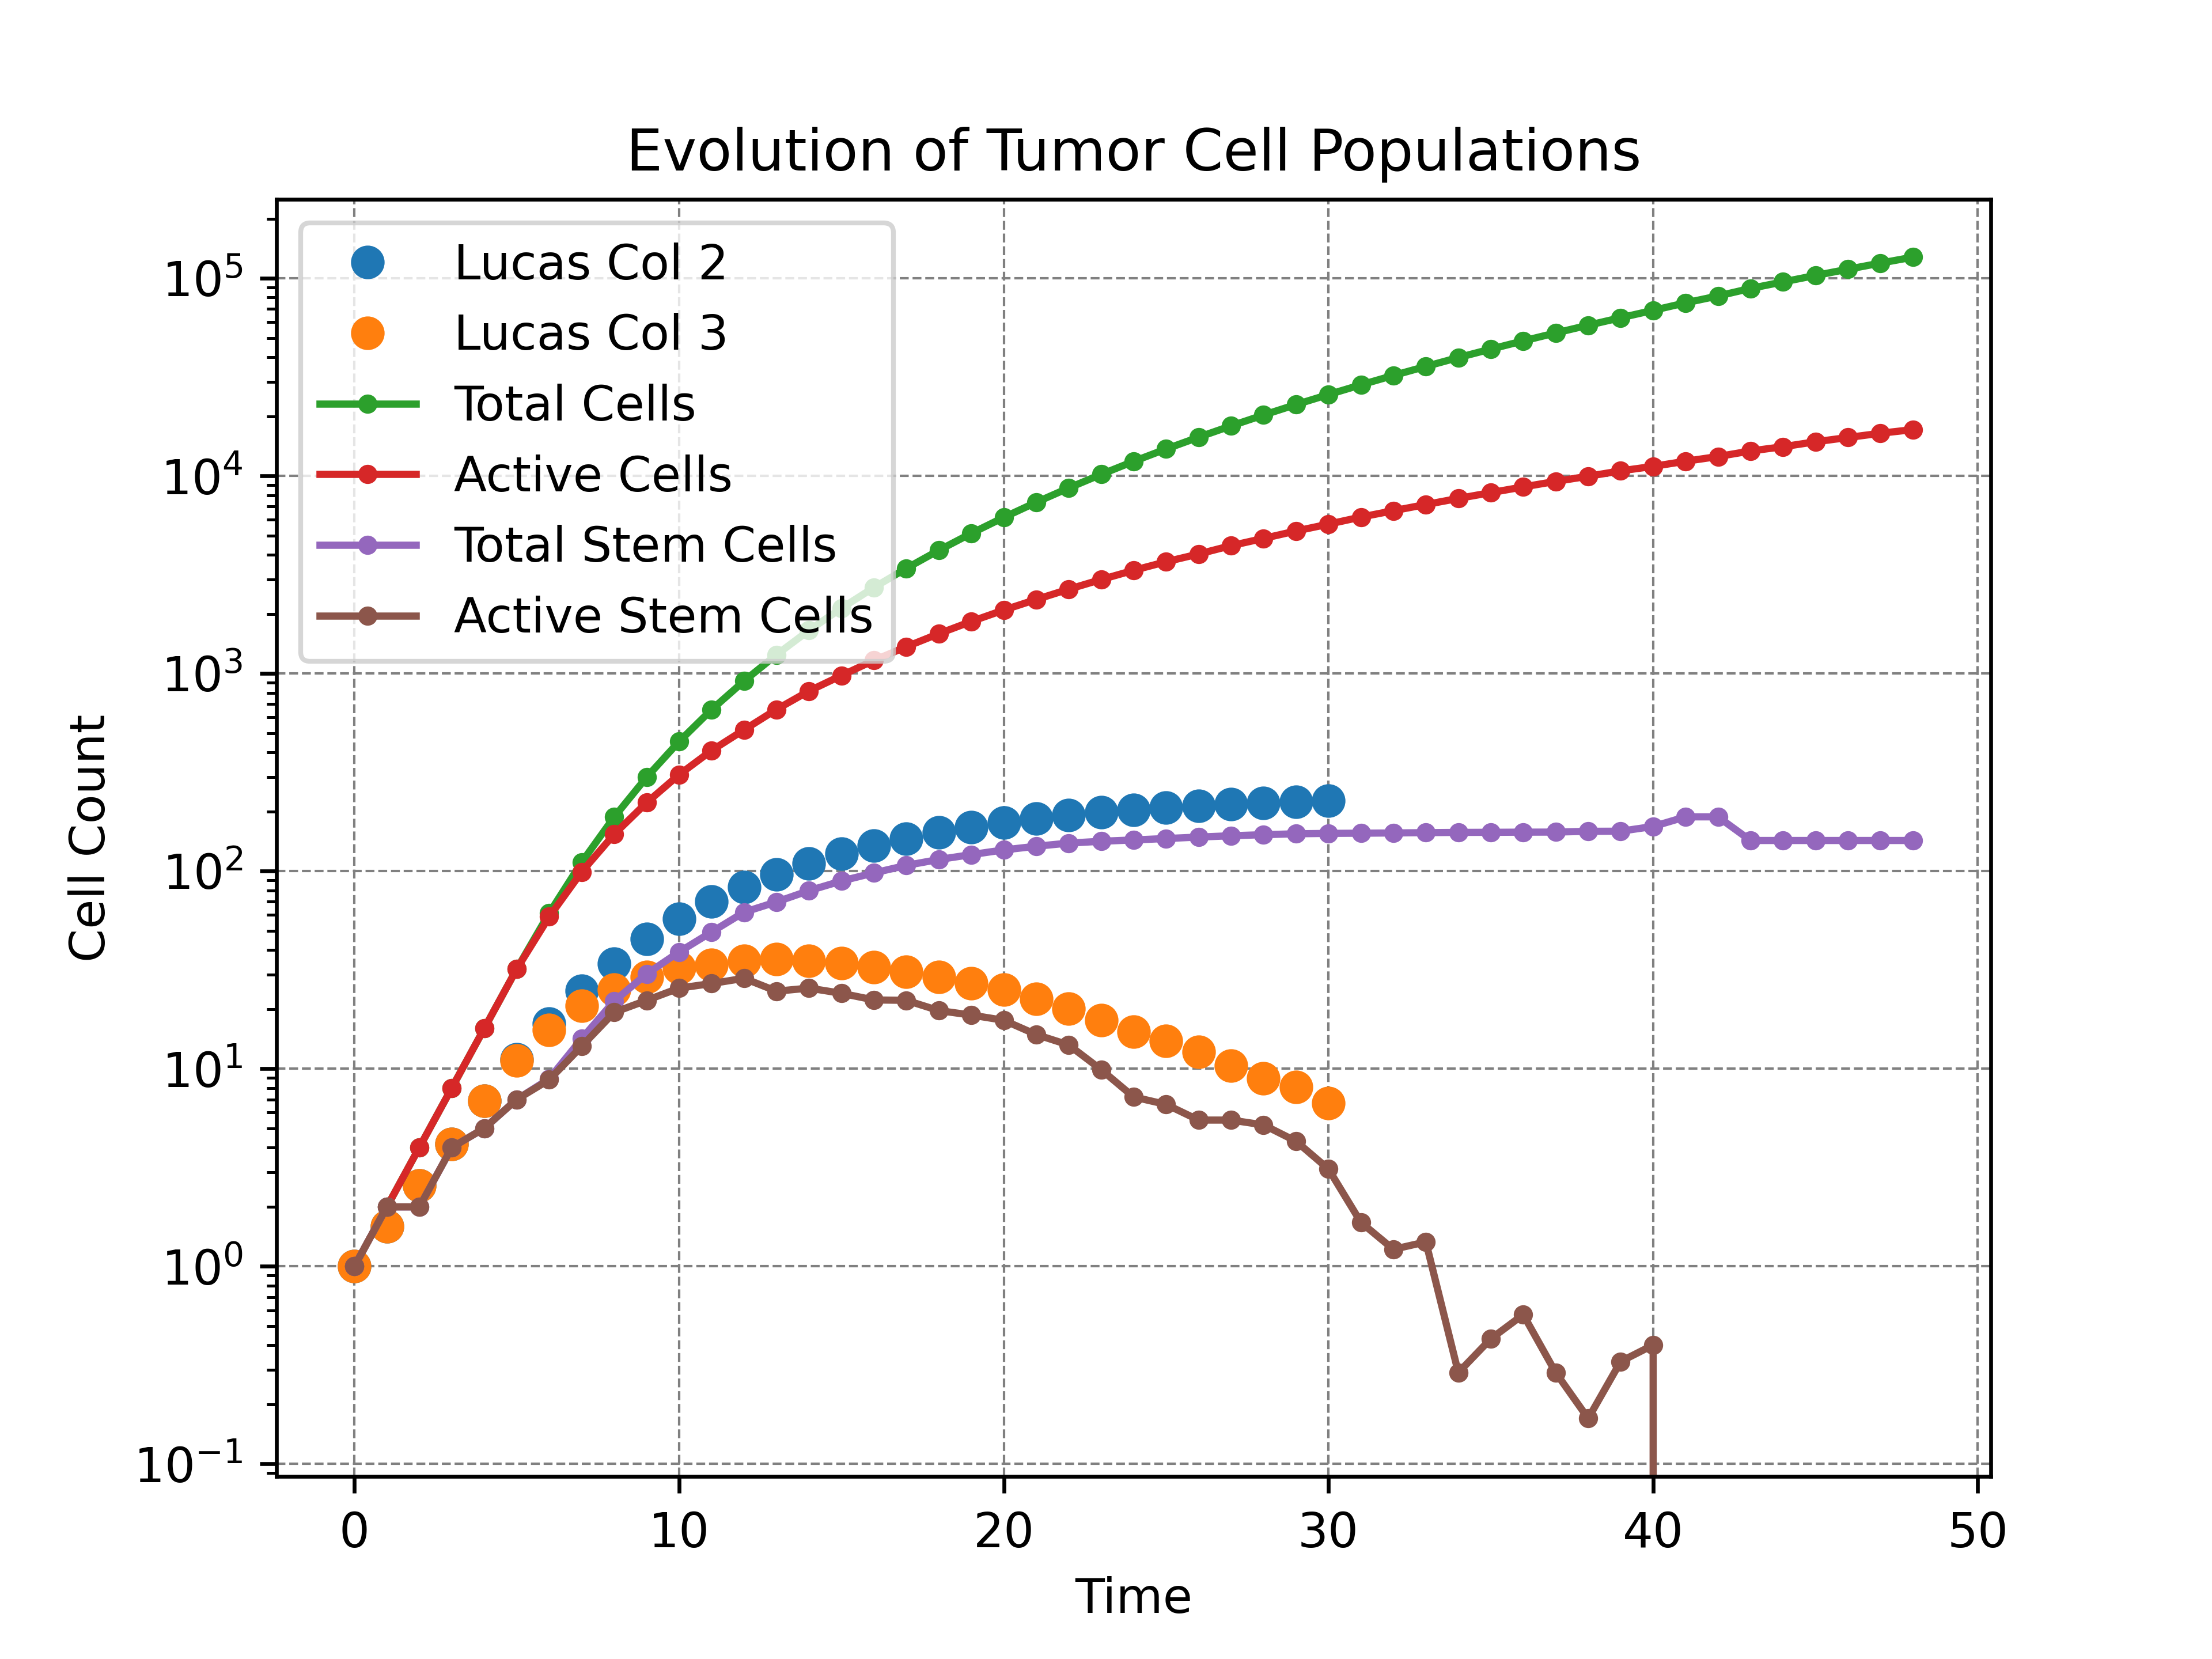 Evolution of Tumor Cell Populations
Lucas Col 2
Lucas Col 3
Total Cells
Active Cells
Total Stem Cells
Active Stem Cells
Cell Count
10⁵
10⁴
10³
10²
10¹
10⁰
10⁻¹
0 10 20 30 40 50
Time